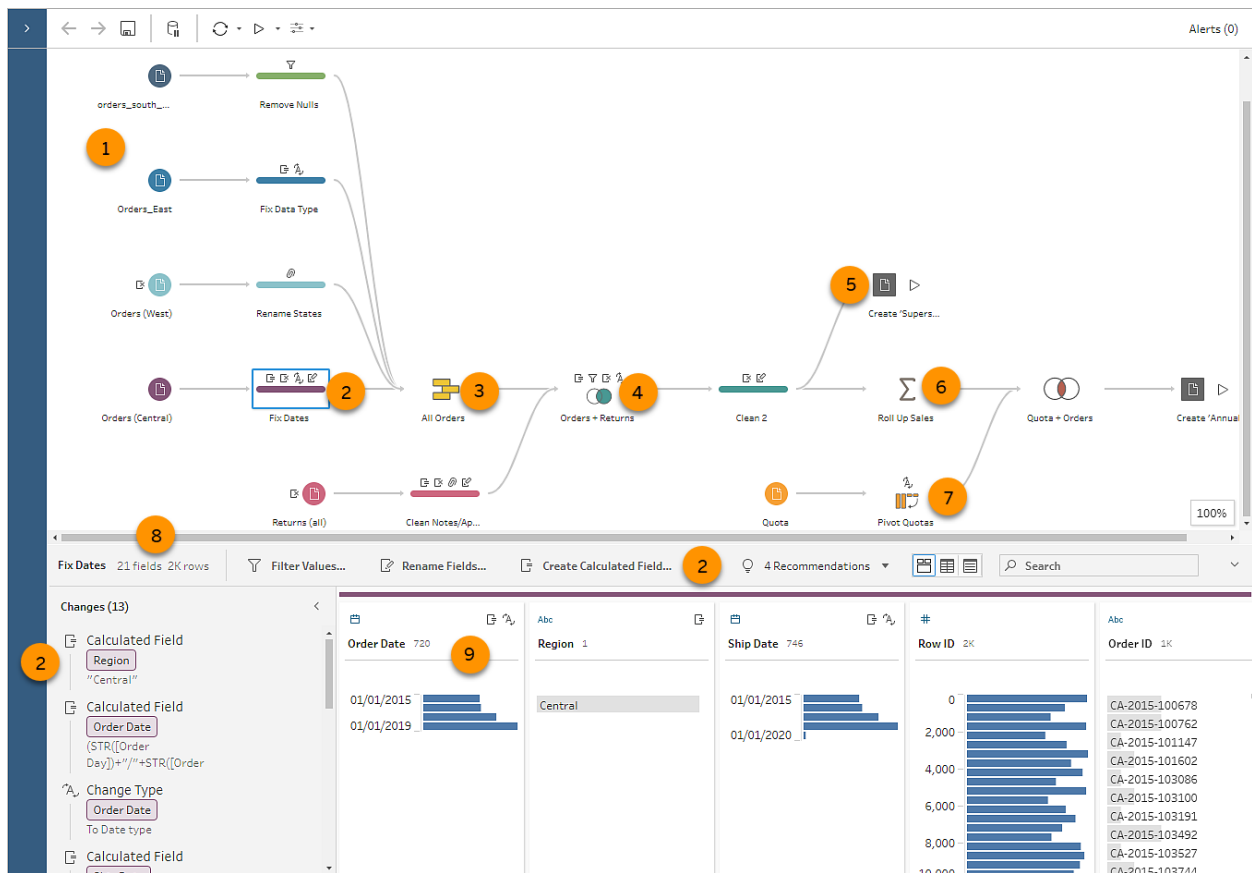 Alerts (0)
orders_south_...
Remove Nulls
1
Orders_East
Fix Data Type
Orders (West)
Rename States
5
Create 'Supers...
2
3
4
6
Orders (Central)
Fix Dates
All Orders
Orders + Returns
Clean 2
Roll Up Sales
Quota + Orders
Create 'Annual
7
Returns (all)
Clean Notes/Ap...
Quota
Pivot Quotas
100%
8
Fix Dates 21 fields 2K rows
Filter Values...
Rename Fields...
Create Calculated Field...
2
4 Recommendations
Search
Changes (13)
Calculated Field
Region
"Central"
2
Calculated Field
Order Date
(STR([Order
Day])+"/"+STR([Order
Change Type
Order Date
To Date type
Calculated Field
Order Date 720
9
01/01/2015
01/01/2019
Abc
Region 1
Central
Ship Date 746
01/01/2015
01/01/2020
#
Row ID 2K
0
2,000
4,000
6,000
8,000
10,000
Abc
Order ID 1K
CA-2015-100678
CA-2015-100762
CA-2015-101147
CA-2015-101602
CA-2015-103086
CA-2015-103100
CA-2015-103191
CA-2015-103492
CA-2015-103527
CA-2015-103744